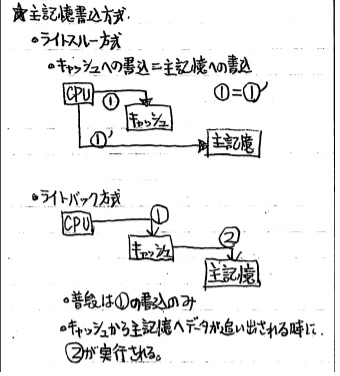 ★主記憶書込方式
・ライトスルー方式
・キャッシュへの書込=主記憶への書込
CPU
①
①=①′
キャッシュ
①′
主記憶
・ライトバック方式
CPU
①
キャッシュ
②
主記憶
・普段は①の書込のみ
・キャッシュから主記憶へデータが追い出される時に、
②が実行される。